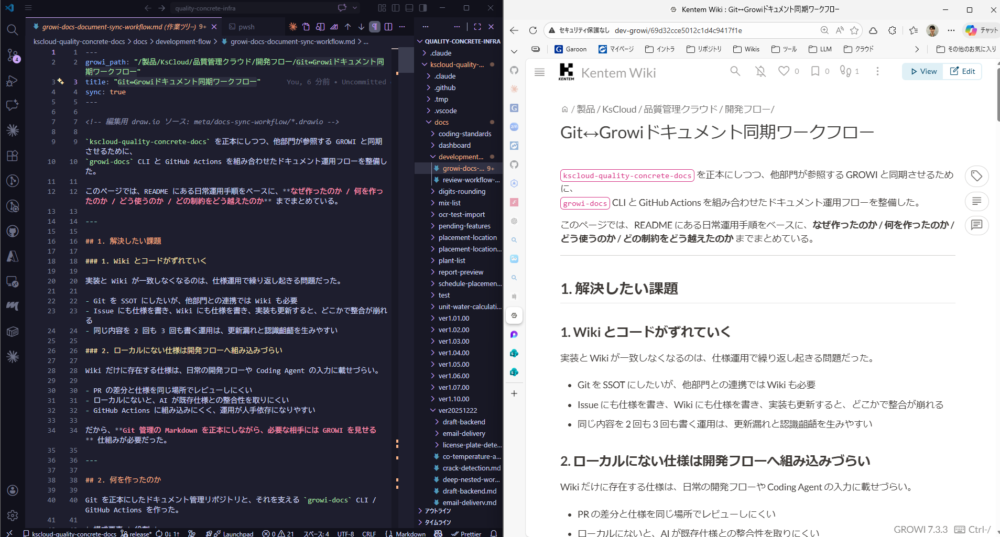 quality-concrete-infra
growi-docs-document-sync-workflow.md (作業ツリー) 9+
pwsh
kscloud-quality-concrete-docs > docs > development-flow > growi-docs-document-sync-workflow.md > ...
1 1 ---
2 2 growi_path: "/製品/KsCloud/品質管理クラウド/開発フロー/Git↔Growiドキュメント同
期ワークフロー"
3 3 title: "Git↔Growiドキュメント同期ワークフロー" You, 6 分前 • Uncommitted
4 4 sync: true
5 5 ---
6 6
7 7 <!-- 編集用 draw.io ソース: meta/docs-sync-workflow/*.drawio -->
8 8
9 9 `kscloud-quality-concrete-docs` を正本にしつつ、他部門が参照する GROWI と同期
させるために、
10 10 `growi-docs` CLI と GitHub Actions を組み合わせたドキュメント運用フローを整備し
た。
11 11
12 12 このページでは、README にある日常運用手順をベースに、**なぜ作ったのか / 何を作っ
たのか / どう使うのか / どの制約をどう越えたのか** までまとめている。
13 13
14 14 ---
15 15
16 16 ## 1. 解決したい課題
17 17
18 18 ### 1. Wiki とコードがずれていく
19 19
20 20 実装と Wiki が一致しなくなるのは、仕様運用で繰り返し起きる問題だった。
21 21
22 22 - Git を SSOT にしたいが、他部門との連携では Wiki も必要
23 23 - Issue にも仕様を書き、Wiki にも仕様を書き、実装も更新すると、どこかで整合が崩れ
る
24 24 - 同じ内容を 2 回も 3 回も書く運用は、更新漏れと認識齟齬を生みやすい
25 25
26 26 ### 2. ローカルにない仕様は開発フローへ組み込みづらい
27 27
28 28 Wiki だけに存在する仕様は、日常の開発フローや Coding Agent の入力に載せづらい。
29 29
30 30 - PR の差分と仕様を同じ場所でレビューしにくい
31 31 - ローカルにないと、AI が既存仕様との整合性を取りにくい
32 32 - GitHub Actions に組み込みにくく、運用が人手依存になりやすい
33 33
34 34 だから、**Git 管理の Markdown を正本にしながら、必要な相手には GROWI を見せる
** 仕組みが必要だった。
35 35
36 36 ---
37 37
38 38 ## 2. 何を作ったのか
39 39
40 40 Git を正本にしたドキュメント管理リポジトリと、それを支える `growi-docs` CLI /
GitHub Actions を作った。
41 41
4
QUALITY-CONCRETE-INFRA
.claude
kscloud-quality-...
.claude
.github
.tmp
.vscode
docs
coding-standards
dashboard
development...
growi-docs-... 9+
review-workflow-...
digits-rounding
mix-list
ocr-test-import
pending-features
placement-location
placement-location...
plant-list
report-preview
schedule-placemen...
test
unit-water-calculati...
ver1.01.00
ver1.02.00
ver1.03.00
ver1.04.00
ver1.05.00
ver1.06.00
ver1.07.00
ver1.10.00
ver20251222
draft-backend
email-delivery
license-plate-dete...
co-temperature-a...
crack-detection.md
deep-nested-wor...
draft-backend.md
email-delivery.md
アウトライン
タイムライン
kscloud-quality-concrete-docs release* 0↓ 1↑ Launchpad 0 21 スペース: 4 UTF-8 CRLF {} Markdown Prettier
Kentem Wiki : Git↔Growiドキュメント同期ワークフロー
セキュリティ保護なし dev-growi/69d32cce5012c1d4c9417f1e
チャット
Garoon マイページ イントラ リポジトリ Wikis ツール LLM クラウド その他のお気に入り
KENTEM Kentem Wiki 0 0 1 View Edit
/ 製品 / KsCloud / 品質管理クラウド / 開発フロー/
Git↔Growiドキュメント同期ワークフロー
kscloud-quality-concrete-docs を正本にしつつ、他部門が参照する GROWI と同期させるため
に、
growi-docs CLI と GitHub Actions を組み合わせたドキュメント運用フローを整備した。
このページでは、README にある日常運用手順をベースに、なぜ作ったのか / 何を作ったのか /
どう使うのか / どの制約をどう越えたのか までまとめている。
1. 解決したい課題
1. Wiki とコードがずれていく
実装と Wiki が一致しなくなるのは、仕様運用で繰り返し起きる問題だった。
• Git を SSOT にしたいが、他部門との連携では Wiki も必要
• Issue にも仕様を書き、Wiki にも仕様を書き、実装も更新すると、どこかで整合が崩れる
• 同じ内容を 2 回も 3 回も書く運用は、更新漏れと認識齟齬を生みやすい
2. ローカルにない仕様は開発フローへ組み込みづらい
Wiki だけに存在する仕様は、日常の開発フローや Coding Agent の入力に載せづらい。
• PR の差分と仕様を同じ場所でレビューしにくい
• ローカルにないと、AI が既存仕様との整合性を取りにくい
GROWI 7.3.3 Ctrl-/